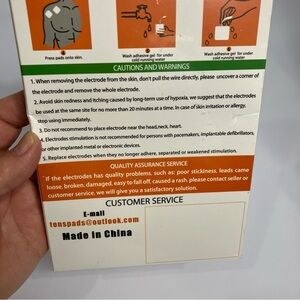 Press pads onto skin.
Wash adhesive gel for under
cold running water
Wash adhesive gel for under
cold running water
CAUTIONS AND WARNINGS
1. When removing the electrode from the skin, don't pull the wire directly, please uncover a corner of
the electrode and remove the whole electrode.
2. Avoid skin redness and itching caused by long-term use of hypoxia, we suggest that the electrodes
be used at the same site for no more than 20 minutes at a time. In case of skin irritation or allergy,
stop using immediately.
3. Do not recommend to place electrode near the head,neck, heart.
4. Electrodes stimulation is not recommended for persons with pacemakers, implantable defibrillators,
or other implanted metal or electronic devices.
5. Replace electrodes when they no longer adhere, separated or weakened stimulation.
QUALITY ASSURANCE SERVICE
If the electrodes has quality problems, such as: poor stickiness, leads came
loose, broken, damaged, easy to fall off, caused a rash, please contact seller or
customer service, we will give you a satisfactory solution.
CUSTOMER SERVICE
E-mail
tenspads@outlook.com
Made in China